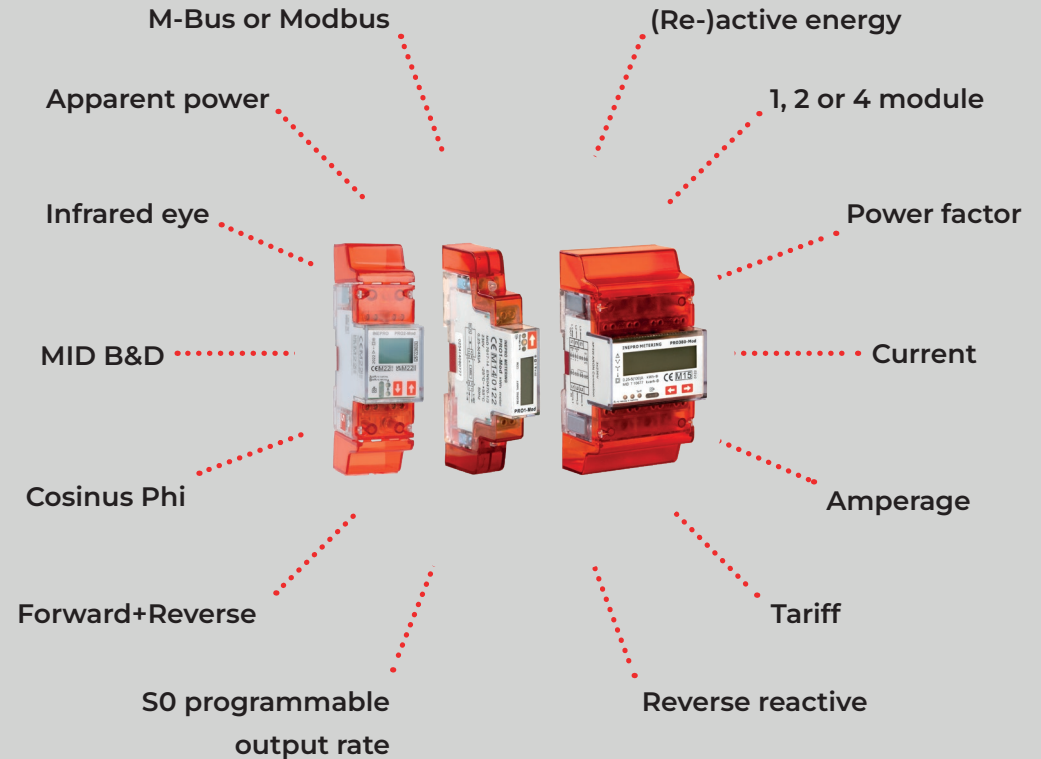 M-Bus or Modbus
(Re-)active energy
Apparent power
1, 2 or 4 module
Infrared eye
Power factor
MID B&D
Current
Cosinus Phi
Amperage
Forward+Reverse
Tariff
S0 programmable
output rate
Reverse reactive
INEPRO METERING
PRO380-Mod
PRO1-Mod